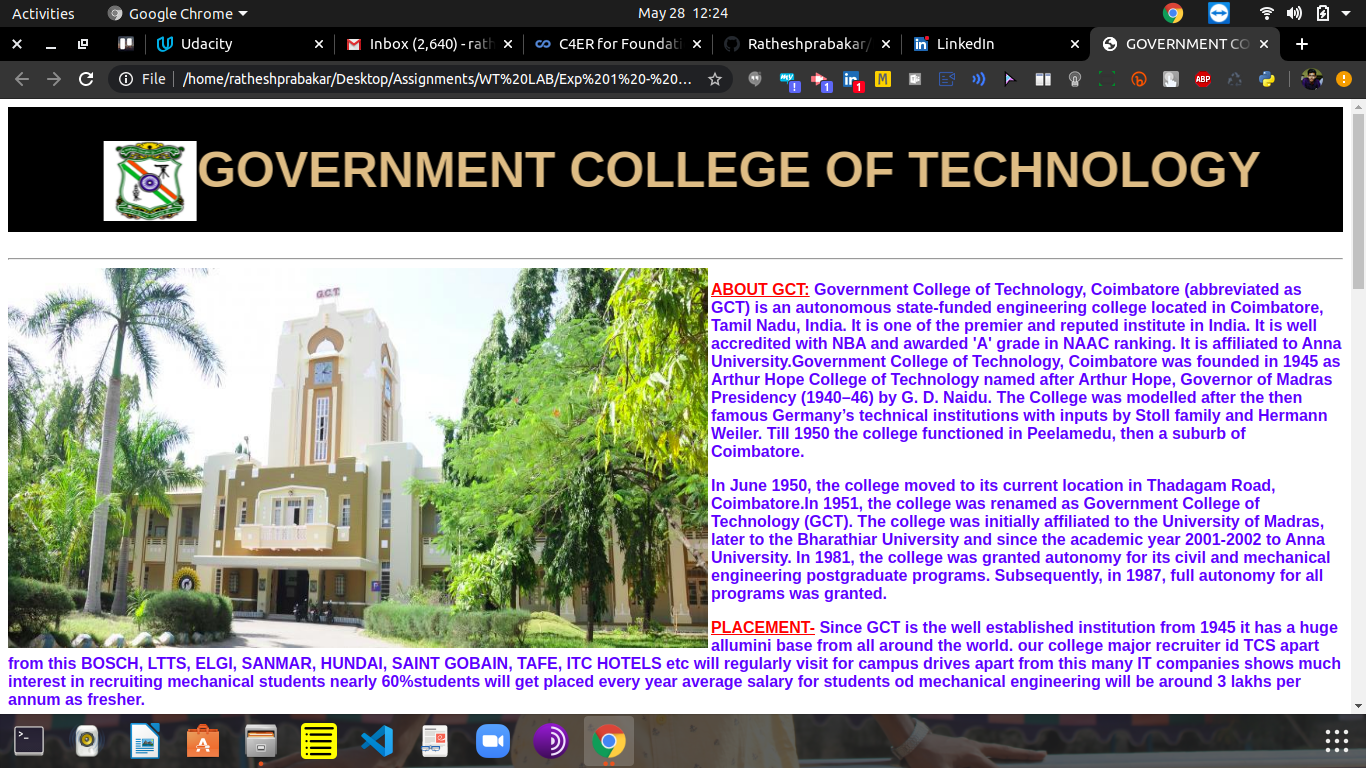 Activities Google Chrome May 28 12:24
Udacity Inbox (2,640) - rath C4ER for Foundati Ratheshprabakar/ LinkedIn GOVERNMENT CO
File /home/ratheshprabakar/Desktop/Assignments/WT%20LAB/Exp%201%20-%20...
GOVERNMENT COLLEGE OF TECHNOLOGY
G.C.T.
ABOUT GCT: Government College of Technology, Coimbatore (abbreviated as
GCT) is an autonomous state-funded engineering college located in Coimbatore,
Tamil Nadu, India. It is one of the premier and reputed institute in India. It is well
accredited with NBA and awarded 'A' grade in NAAC ranking. It is affiliated to Anna
University.Government College of Technology, Coimbatore was founded in 1945 as
Arthur Hope College of Technology named after Arthur Hope, Governor of Madras
Presidency (1940–46) by G. D. Naidu. The College was modelled after the then
famous Germany’s technical institutions with inputs by Stoll family and Hermann
Weiler. Till 1950 the college functioned in Peelamedu, then a suburb of
Coimbatore.
In June 1950, the college moved to its current location in Thadagam Road,
Coimbatore.In 1951, the college was renamed as Government College of
Technology (GCT). The college was initially affiliated to the University of Madras,
later to the Bharathiar University and since the academic year 2001-2002 to Anna
University. In 1981, the college was granted autonomy for its civil and mechanical
engineering postgraduate programs. Subsequently, in 1987, full autonomy for all
programs was granted.
PLACEMENT- Since GCT is the well established institution from 1945 it has a huge
allumini base from all around the world. our college major recruiter id TCS apart
from this BOSCH, LTTS, ELGI, SANMAR, HUNDAI, SAINT GOBAIN, TAFE, ITC HOTELS etc will regularly visit for campus drives apart from this many IT companies shows much
interest in recruiting mechanical students nearly 60%students will get placed every year average salary for students od mechanical engineering will be around 3 lakhs per
annum as fresher.